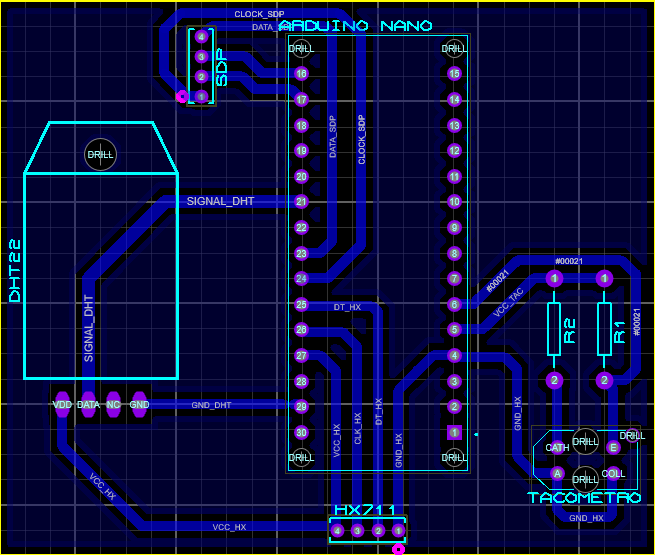 CLOCK_SDP
DATA_SDP
ARDUINO NANO
4
3
2
1
SDP
DRILL
DRILL
16
17
18
19
20
21
22
23
24
25
26
27
28
29
30
15
14
13
12
11
10
9
8
7
6
5
4
3
2
1
DRILL
DRILL
DATA_SDP
CLOCK_SDP
DRILL
SIGNAL_DHT
SIGNAL_DHT
DHT22
VDD
DATA
NC
GND
GND_DHT
DT_HX
VCC_HX
CLK_HX
DT_HX
GND_HX
VCC_HX
VCC_HX
HX711
4
3
2
1
#00021
#00021
#00021
VCC_TAC
1
1
R2
R1
2
2
GND_HX
DRILL
CATH
DRILL
E
A
DRILL
COLL
TACOMETRO
GND_HX